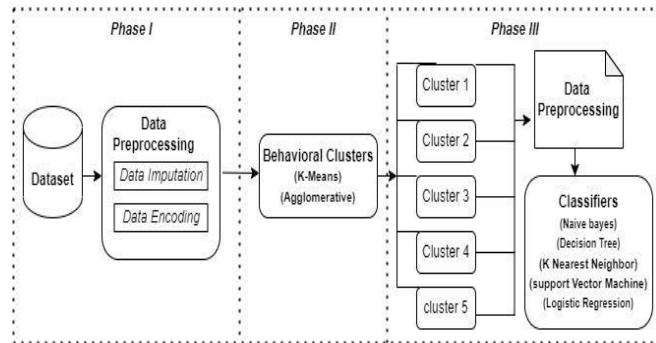 Phase I
Phase II
Phase III
Dataset
Data
Preprocessing
Data Imputation
Data Encoding
Behavioral Clusters
(K-Means)
(Agglomerative)
Cluster 1
Cluster 2
Cluster 3
Cluster 4
cluster 5
Data
Preprocessing
Classifiers
(Naive bayes)
(Decision Tree)
(K Nearest Neighbor)
(support Vector Machine)
(Logistic Regression)